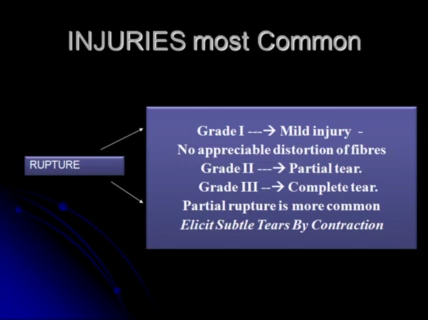 INJURIES most Common
RUPTURE
Grade I ---→ Mild injury -
No appreciable distortion of fibres
Grade II ---→ Partial tear.
Grade III --→ Complete tear.
Partial rupture is more common
Elicit Subtle Tears By Contraction